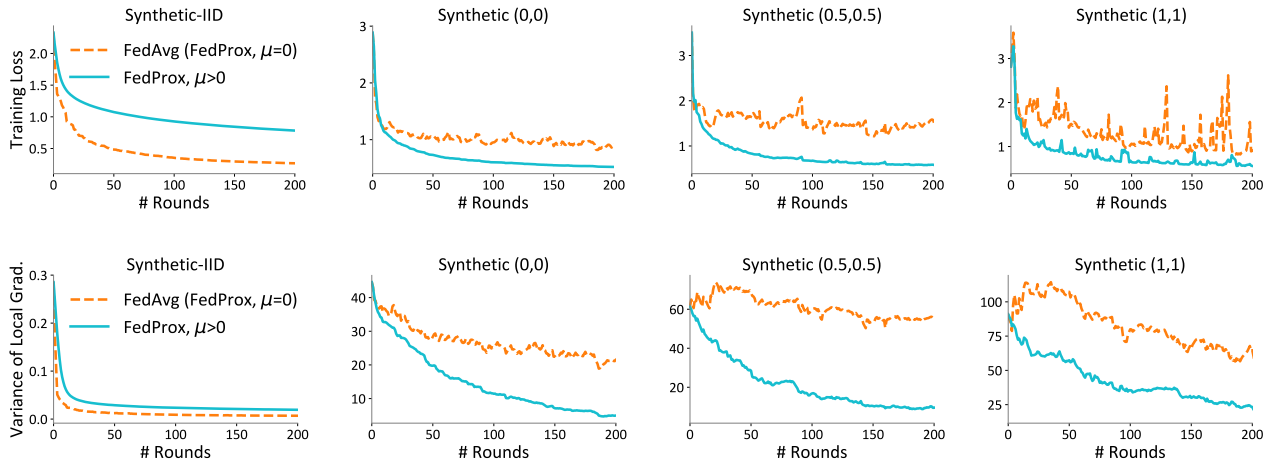 Synthetic-IID
Synthetic (0,0)
Synthetic (0.5,0.5)
Synthetic (1,1)
Training Loss
2.0
1.5
1.0
0.5
FedAvg (FedProx, μ=0)
FedProx, μ>0
0 50 100 150 200
# Rounds
3
2
1
0 50 100 150 200
# Rounds
3
2
1
0 50 100 150 200
# Rounds
3
2
1
0 50 100 150 200
# Rounds
Synthetic-IID
Synthetic (0,0)
Synthetic (0.5,0.5)
Synthetic (1,1)
Variance of Local Grad.
0.3
0.2
0.1
0.0
FedAvg (FedProx, μ=0)
FedProx, μ>0
0 50 100 150 200
# Rounds
40
30
20
10
0 50 100 150 200
# Rounds
60
40
20
0 50 100 150 200
# Rounds
100
75
50
25
0 50 100 150 200
# Rounds